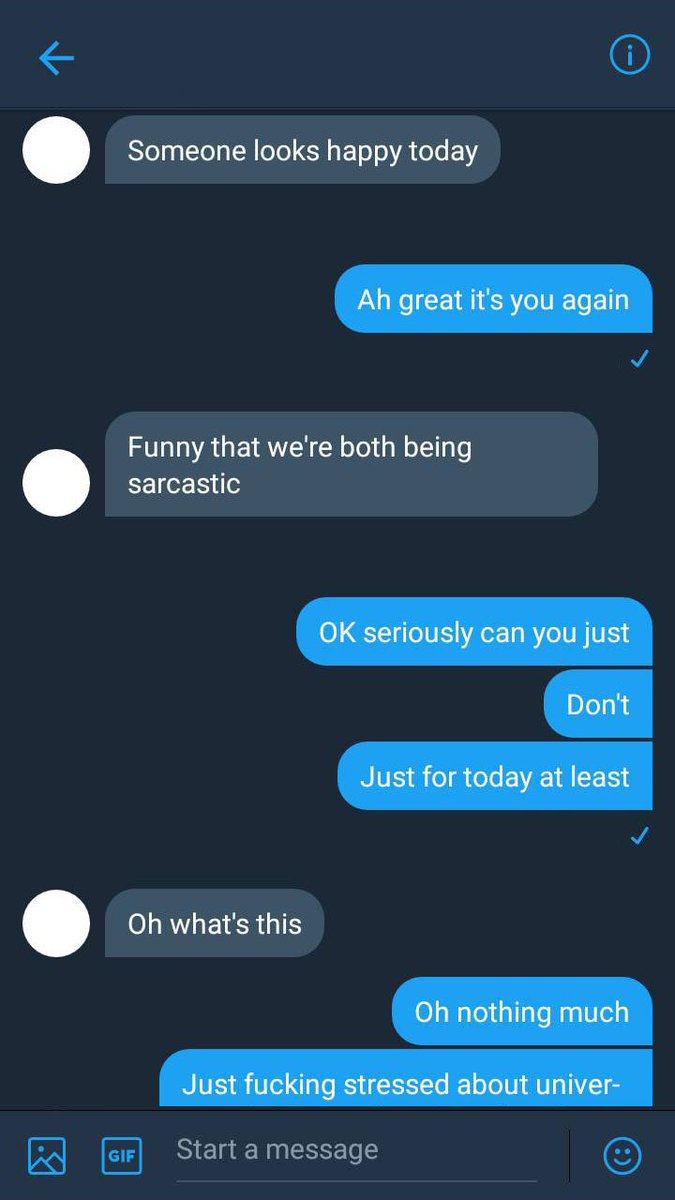 Someone looks happy today
Ah great it's you again
Funny that we're both being
sarcastic
OK seriously can you just
Don't
Just for today at least
Oh what's this
Oh nothing much
Just fucking stressed about univer-
GIF
Start a message